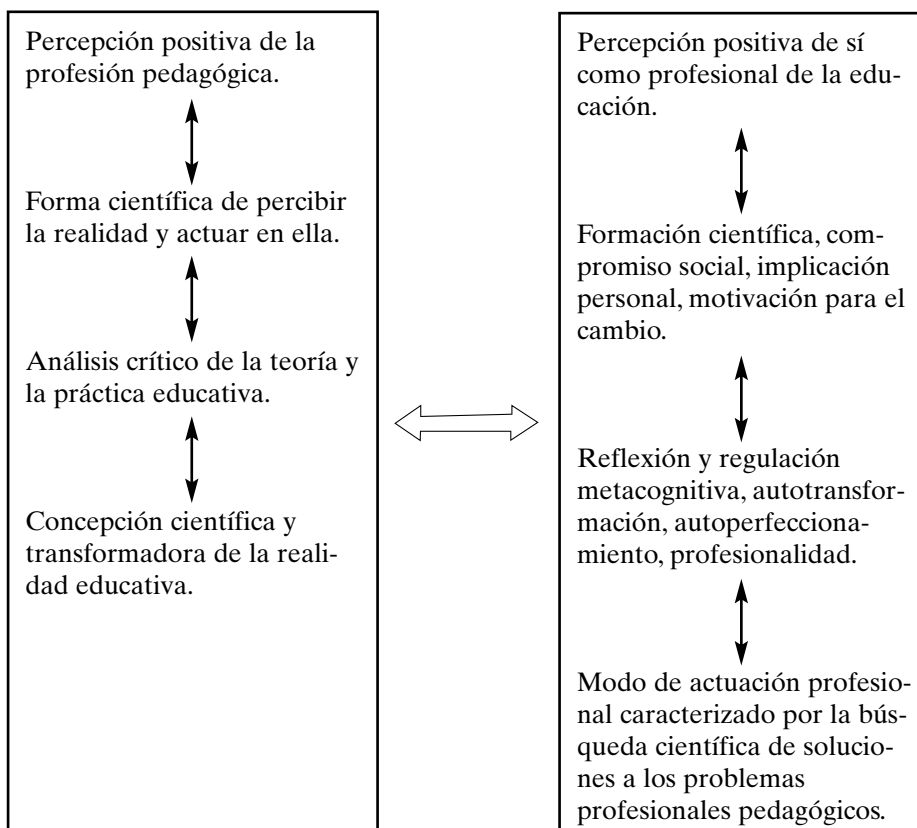 Percepción positiva de la
profesión pedagógica.
Forma científica de percibir
la realidad y actuar en ella.
Análisis crítico de la teoría y
la práctica educativa.
Concepción científica y
transformadora de la reali-
dad educativa.
Percepción positiva de sí
como profesional de la edu-
cación.
Formación científica, com-
promiso social, implicación
personal, motivación para el
cambio.
Reflexión y regulación
metacognitiva, autotransfor-
mación, autoperfecciona-
miento, profesionalidad.
Modo de actuación profesio-
nal caracterizado por la bús-
queda científica de solucio-
nes a los problemas
profesionales pedagógicos.